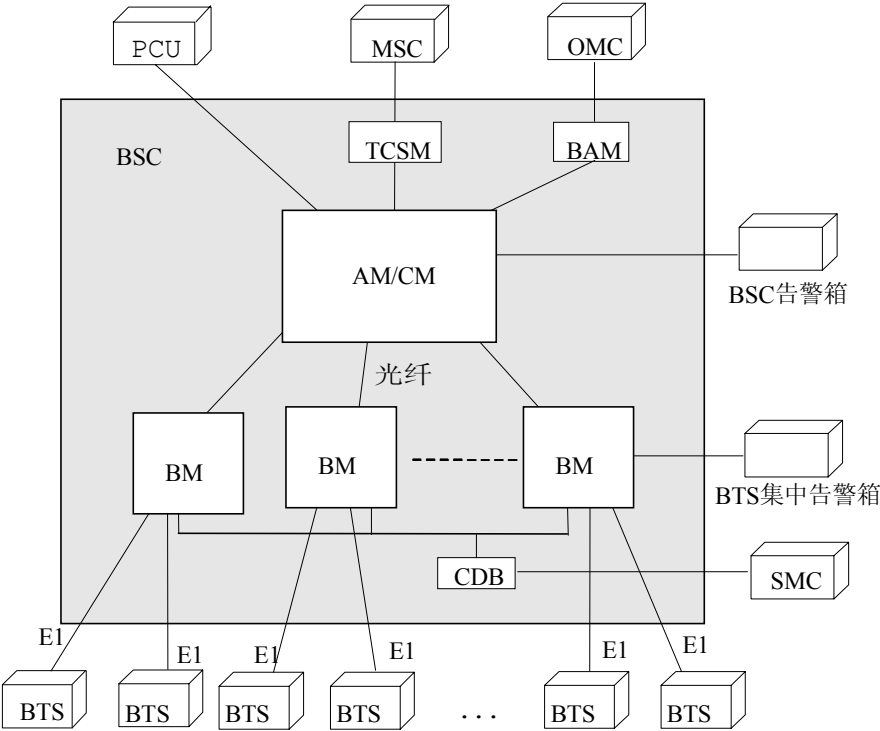 PCU
MSC
OMC
BSC
TCSM
BAM
AM/CM
BSC告警箱
光纤
BM
BM
BM
BTS集中告警箱
CDB
SMC
E1
E1
E1
E1
E1
E1
BTS
BTS
BTS
BTS
...
BTS
BTS